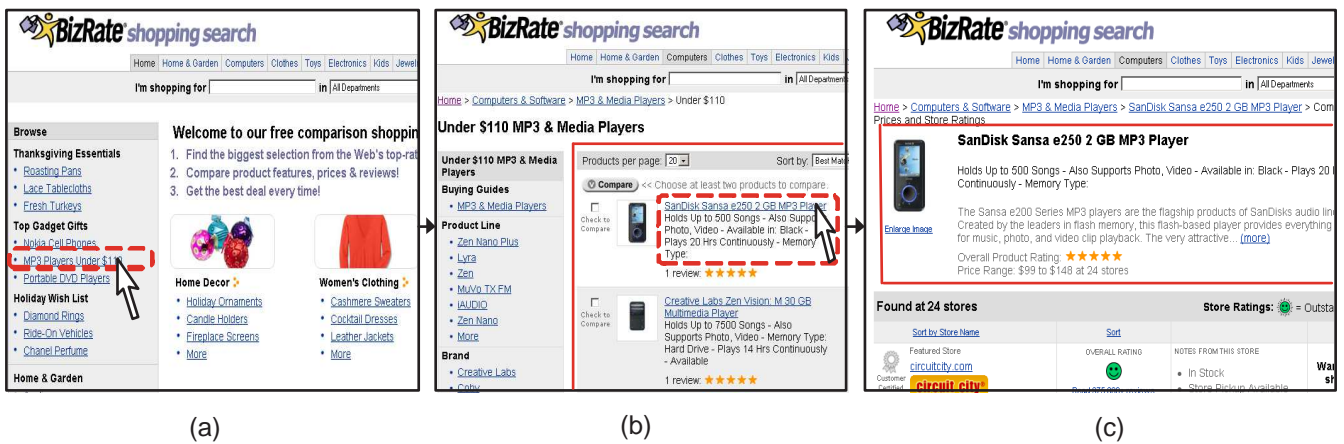 BizRate shopping search
Home Home & Garden Computers Clothes Toys Electronics Kids
I'm shopping for in All Departments
Browse
Thanksgiving Essentials
• Roasting Pans
• Lace Tablecloths
• Fresh Turkeys
Top Gadget Gifts
• Nokia Cell Phones
• MP3 Players Under $110
• Portable DVD Players
Holiday Wish List
• Diamond Rings
• Ride-On Vehicles
• Chanel Perfume
Home & Garden
Welcome to our free comparison shoppin
1. Find the biggest selection from the Web's top-rat
2. Compare product features, prices & reviews!
3. Get the best deal every time!
Home Decor
• Holiday Ornaments
• Candle Holders
• Fireplace Screens
• More
Women's Clothing
• Cashmere Sweaters
• Cocktail Dresses
• Leather Jackets
• More
(a)
BizRate shopping search
Home Home & Garden Computers Clothes Toys Electronics Kids
I'm shopping for in All Department
Home > Computers & Software > MP3 & Media Players > Under $110
Under $110 MP3 & Media Players
Under $110 MP3 & Media
Players
Buying Guides
• MP3 & Media Players
Product Line
• Zen Nano Plus
• Lyra
• Zen
• MuVo TX FM
• iAUDIO
• Zen Nano
• More
Brand
• Creative Labs
• Coby
Products per page: 20 Sort by: Best Matc
Compare << Choose at least two products to compare.
Check to
Compare
SanDisk Sansa e250 2 GB MP3 Player
Holds Up to 500 Songs - Also Suppo
Photo, Video - Available in: Black -
Plays 20 Hrs Continuously - Memory
Type:
1 review:
Check to
Compare
Creative Labs Zen Vision: M 30 GB
Multimedia Player
Holds Up to 7500 Songs - Also
Supports Photo, Video - Memory Type:
Hard Drive - Plays 14 Hrs Continuously
- Available
1 review:
(b)
BizRate shopping search
Home Home & Garden Computers Clothes Toys Electronics Kids Jewel
I'm shopping for in All Departments
Home > Computers & Software > MP3 & Media Players > SanDisk Sansa e250 2 GB MP3 Player > Com
Prices and Store Ratings
SanDisk Sansa e250 2 GB MP3 Player
Holds Up to 500 Songs - Also Supports Photo, Video - Available in: Black - Plays 20
Continuously - Memory Type:
The Sansa e200 Series MP3 players are the flagship products of SanDisks audio lin
Created by the leaders in flash memory, this flash-based player provides everything
for music, photo, and video clip playback. The very attractive... (more)
Enlarge Image
Overall Product Rating:
Price Range: $99 to $148 at 24 stores
Found at 24 stores Store Ratings: = Outsta
Sort by Store Name Sort
Featured Store OVERALL RATING NOTES FROM THIS STORE
circuitcity.com
Customer
Certified
circuit city
• In Stock
• Store Pickup Available
(c)